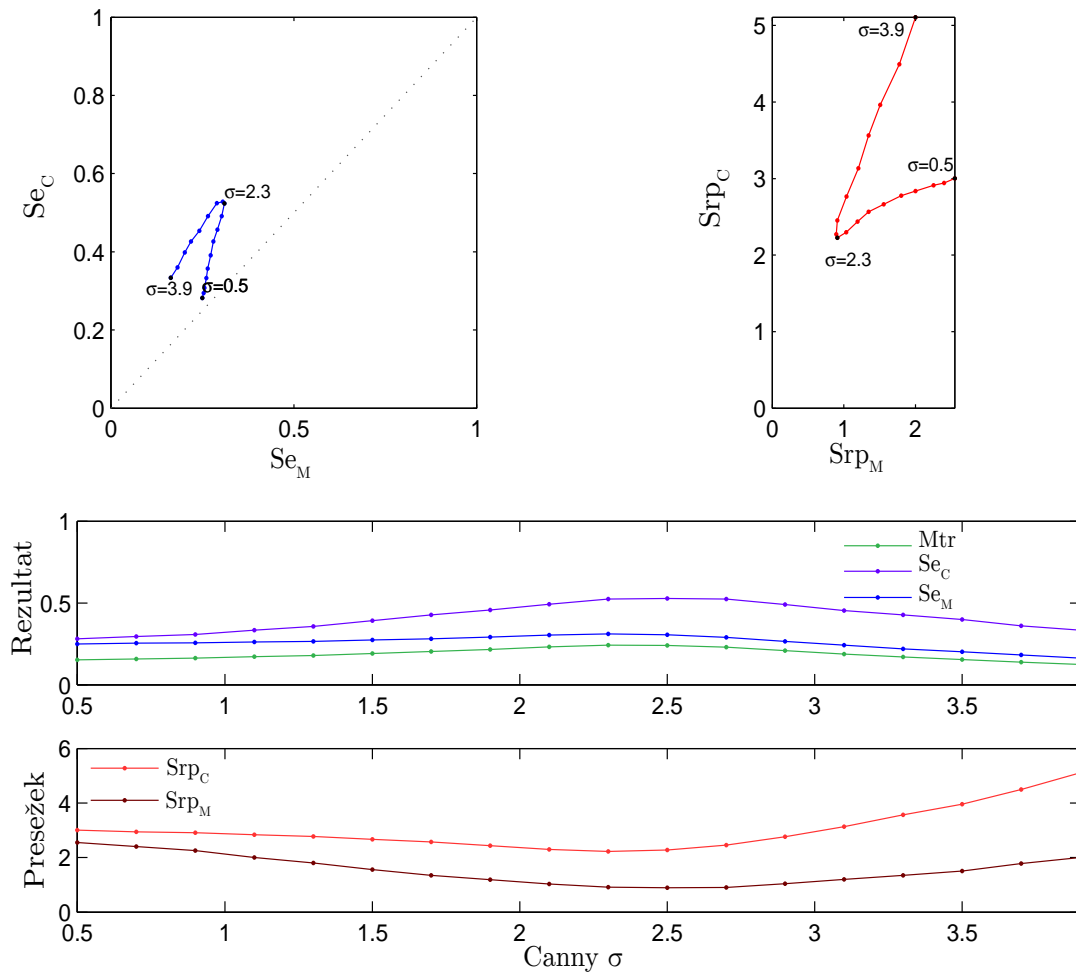 1
0.8
0.6
0.4
0.2
0
0
0.5
1
Se_C
Se_M
σ=2.3
σ=3.9
σ=0.5
5
4
3
2
1
0
0
1
2
Srp_C
Srp_M
σ=3.9
σ=0.5
σ=2.3
1
0.5
0
Rezultat
Mtr
Se_C
Se_M
0.5 1 1.5 2 2.5 3 3.5
6
4
2
0
Presežek
Srp_C
Srp_M
0.5 1 1.5 2 2.5 3 3.5
Canny σ